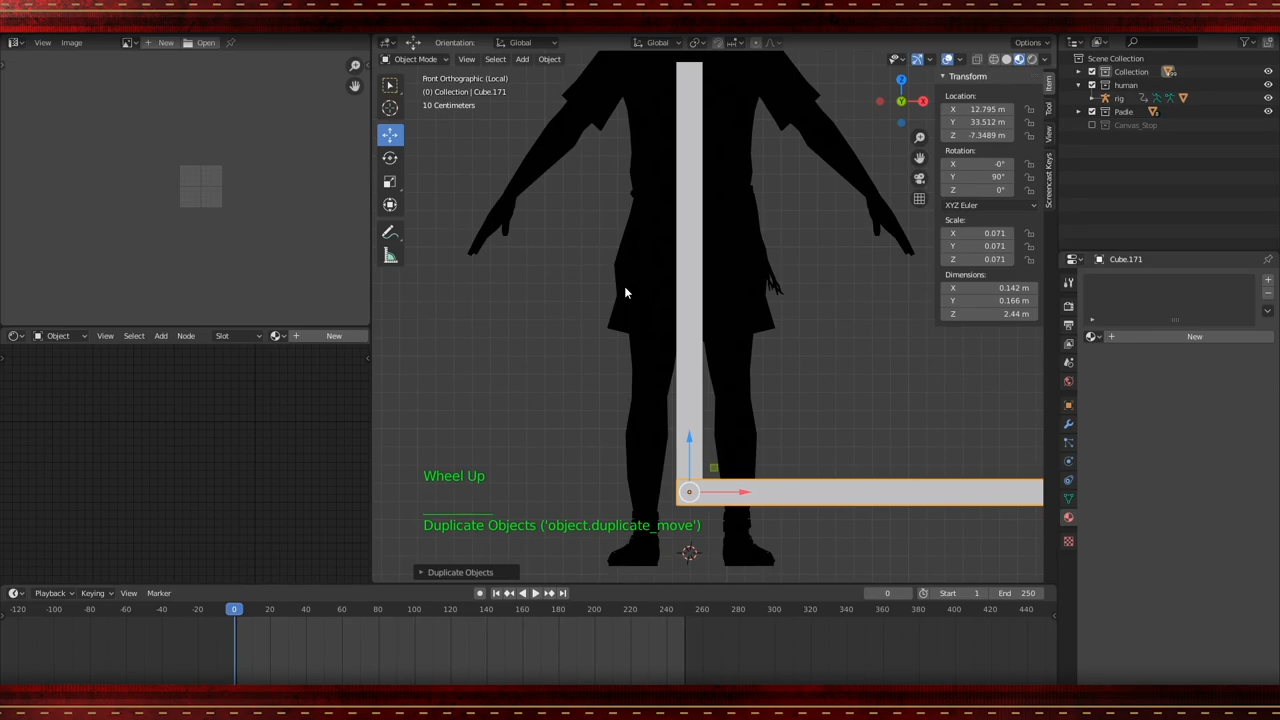 View Image New Open
Orientation: Global Global Options
Object Mode View Select Add Object
Front Orthographic (Local)
(0) Collection | Cube.171
10 Centimeters
Z
Y
X
Transform
Location:
X 12.795 m
Y 33.512 m
Z -7.3489 m
Rotation:
X -0°
Y 90°
Z 0°
XYZ Euler
Scale:
X 0.071
Y 0.071
Z 0.071
Dimensions:
X 0.142 m
Y 0.166 m
Z 2.44 m
Item
Tool
View
Screencast Keys
Scene Collection
Collection
human
rig
Padle
Canvas_Stop
Cube.171
New
Object View Select Add Node Slot New
Wheel Up
Duplicate Objects ('object.duplicate_move')
Duplicate Objects
Playback Keying View Marker 0 Start 1 End 250
-120 -100 -80 -60 -40 -20 0 20 40 60 80 100 120 140 160 180 200 220 240 260 280 300 320 340 360 380 400 420 440